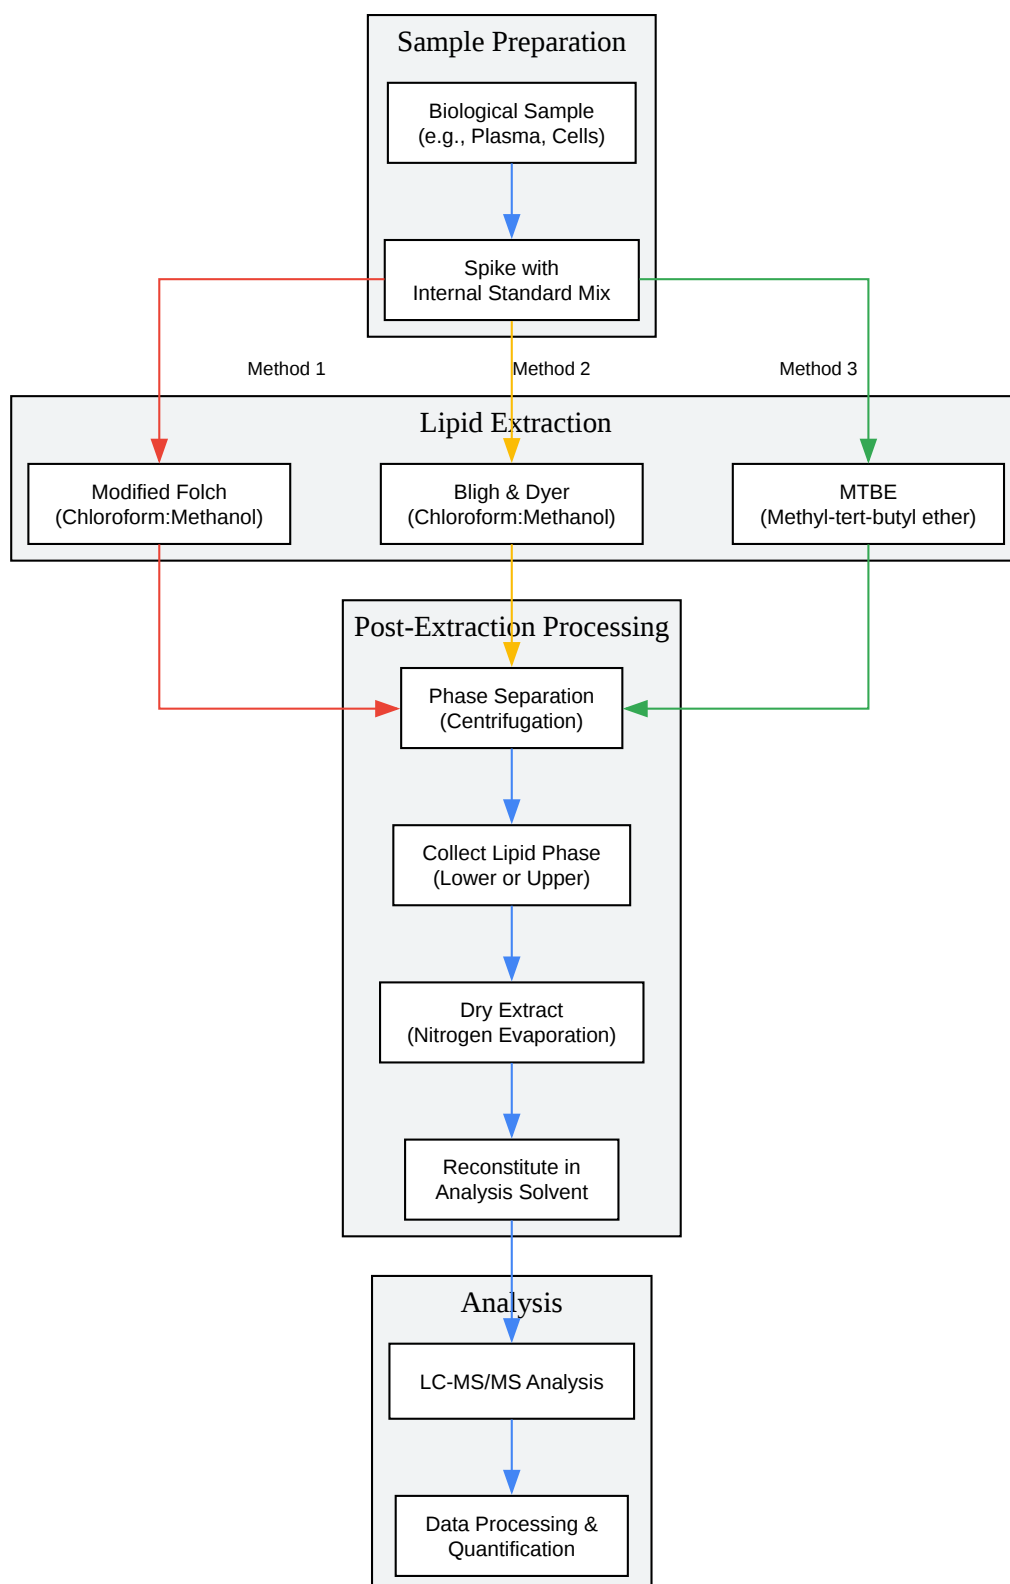 Sample Preparation
Biological Sample
(e.g., Plasma, Cells)
Spike with
Internal Standard Mix
Method 1
Method 2
Method 3
Lipid Extraction
Modified Folch
(Chloroform:Methanol)
Bligh & Dyer
(Chloroform:Methanol)
MTBE
(Methyl-tert-butyl ether)
Post-Extraction Processing
Phase Separation
(Centrifugation)
Collect Lipid Phase
(Lower or Upper)
Dry Extract
(Nitrogen Evaporation)
Reconstitute in
Analysis Solvent
Analysis
LC-MS/MS Analysis
Data Processing &
Quantification